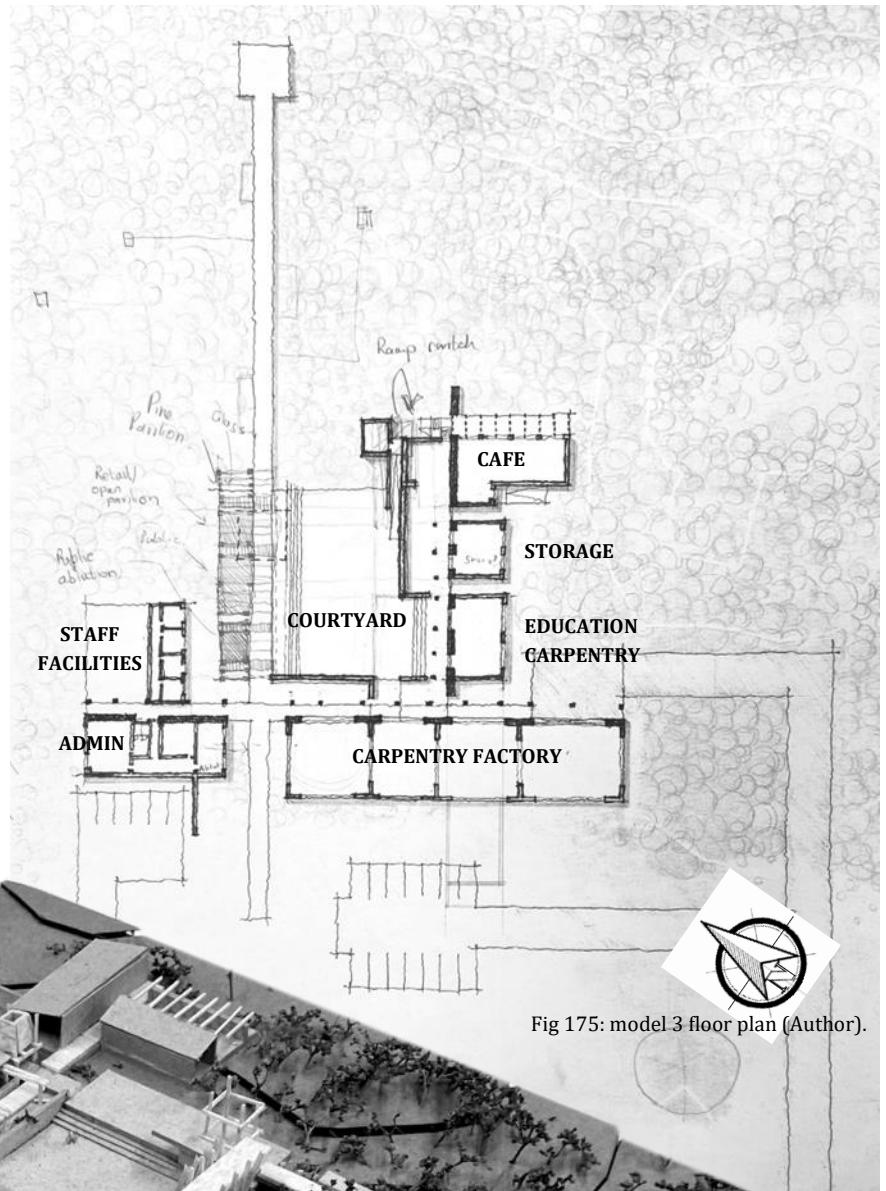 Ramp
Pine
Pavilion
Glass
Retail/
open
pavilion
Public
Public
ablution
CAFE
STORAGE
EDUCATION
CARPENTRY
COURTYARD
STAFF
FACILITIES
ADMIN
CARPENTRY FACTORY
N
Fig 175: model 3 floor plan (Author).